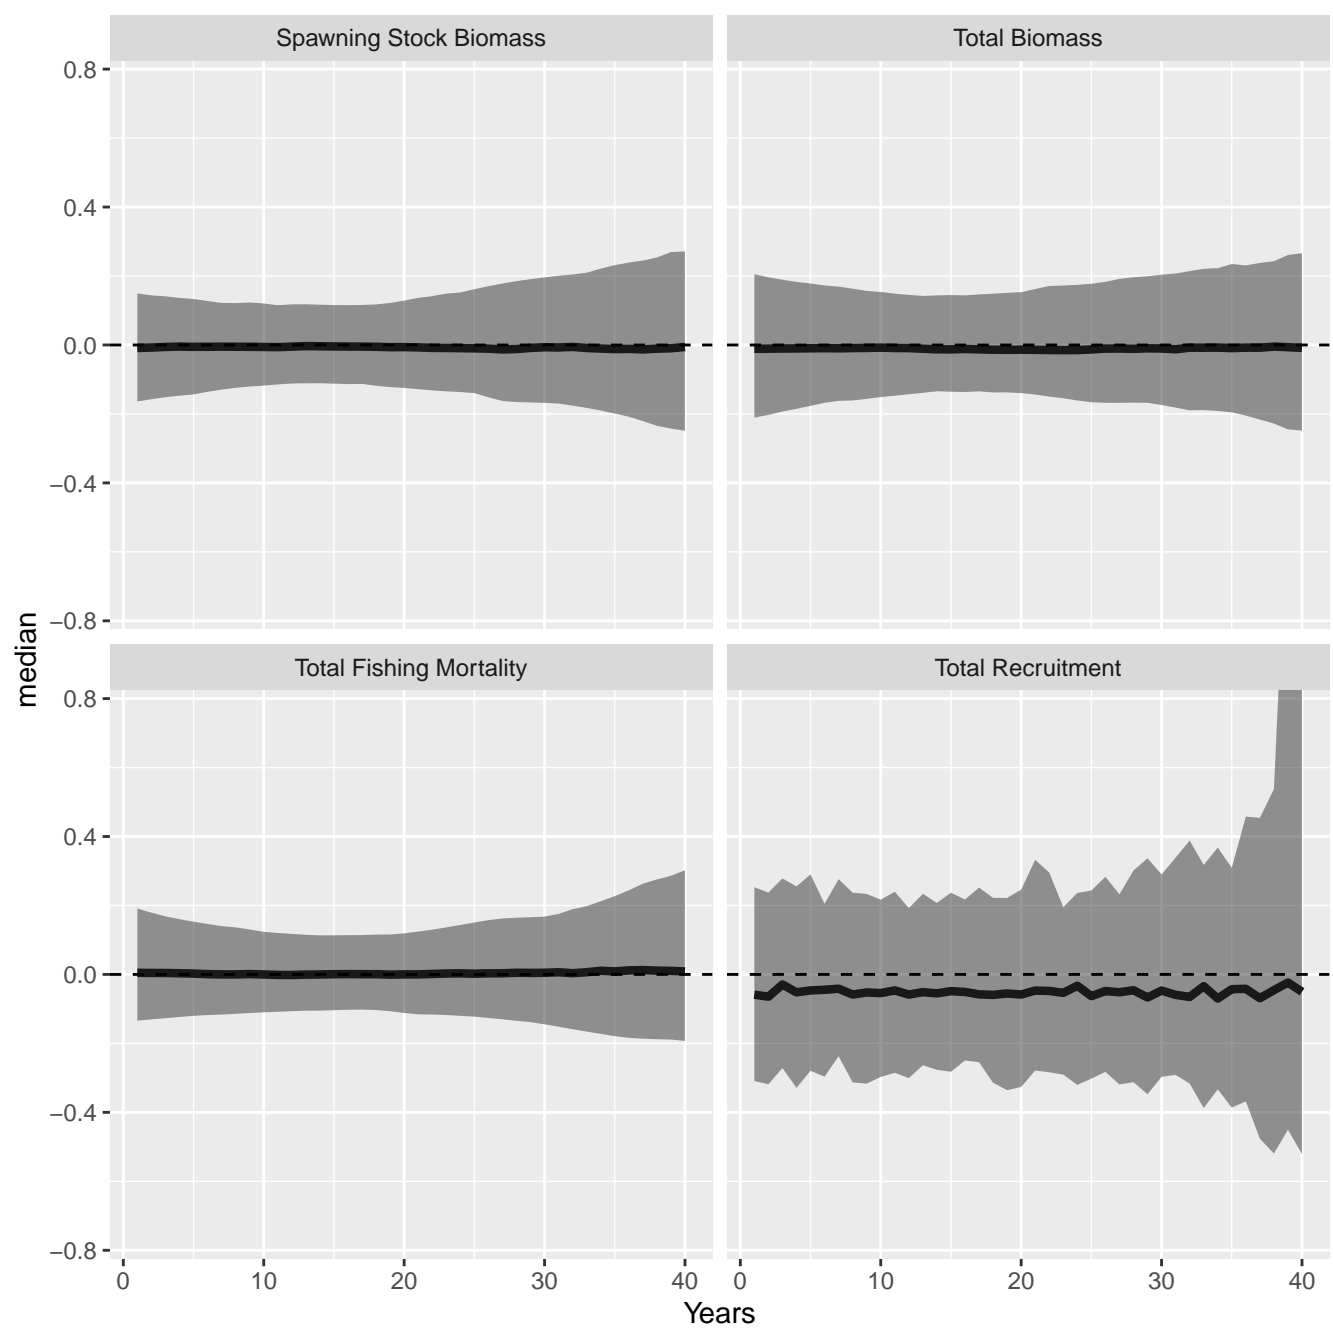 Spawning Stock Biomass
Total Biomass
0.8
0.4
0.0
−0.4
−0.8
median
Total Fishing Mortality
Total Recruitment
0.8
0.4
0.0
−0.4
−0.8
0 10 20 30 40
0 10 20 30 40
Years